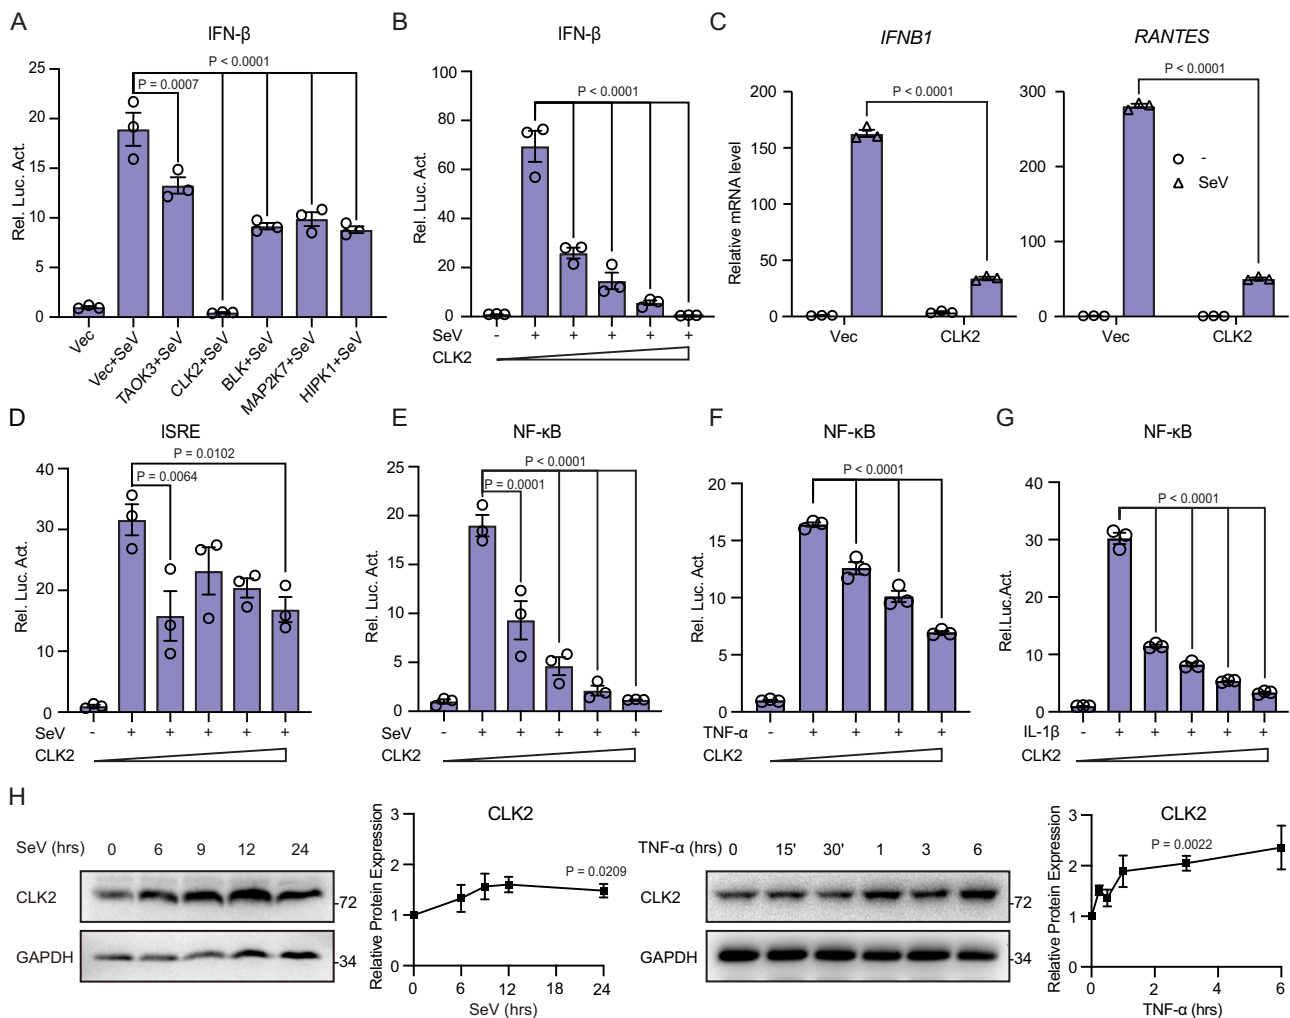 A
IFN-β
Rel. Luc. Act.
25
20
15
10
5
0
P < 0.0001
P = 0.0007
Vec
Vec+SeV
TAOK3+SeV
CLK2+SeV
BLK+SeV
MAP2K7+SeV
HIPK1+SeV
B
IFN-β
Rel. Luc. Act.
100
80
60
40
20
0
P < 0.0001
SeV - + + + + +
CLK2
C
IFNB1
Relative mRNA level
200
150
100
50
0
P < 0.0001
Vec CLK2
RANTES
300
200
100
0
P < 0.0001
-
SeV
Vec CLK2
D
ISRE
Rel. Luc. Act.
40
30
20
10
0
P = 0.0102
P = 0.0064
SeV - + + + + +
CLK2
E
NF-κB
Rel. Luc. Act.
25
20
15
10
5
0
P < 0.0001
P = 0.0001
SeV - + + + + +
CLK2
F
NF-κB
Rel. Luc. Act.
20
15
10
5
0
P < 0.0001
TNF-α - + + + +
CLK2
G
NF-κB
Rel.Luc.Act.
40
30
20
10
0
P < 0.0001
IL-1β - + + + + +
CLK2
H
SeV (hrs) 0 6 9 12 24
CLK2 -72
GAPDH -34
CLK2
Relative Protein Expression
3
2
1
0
P = 0.0209
0 6 12 24
SeV (hrs)
TNF-α (hrs) 0 15' 30' 1 3 6
CLK2 -72
GAPDH -34
CLK2
Relative Protein Expression
3
2
1
0
P = 0.0022
0 2 4 6
TNF-α (hrs)